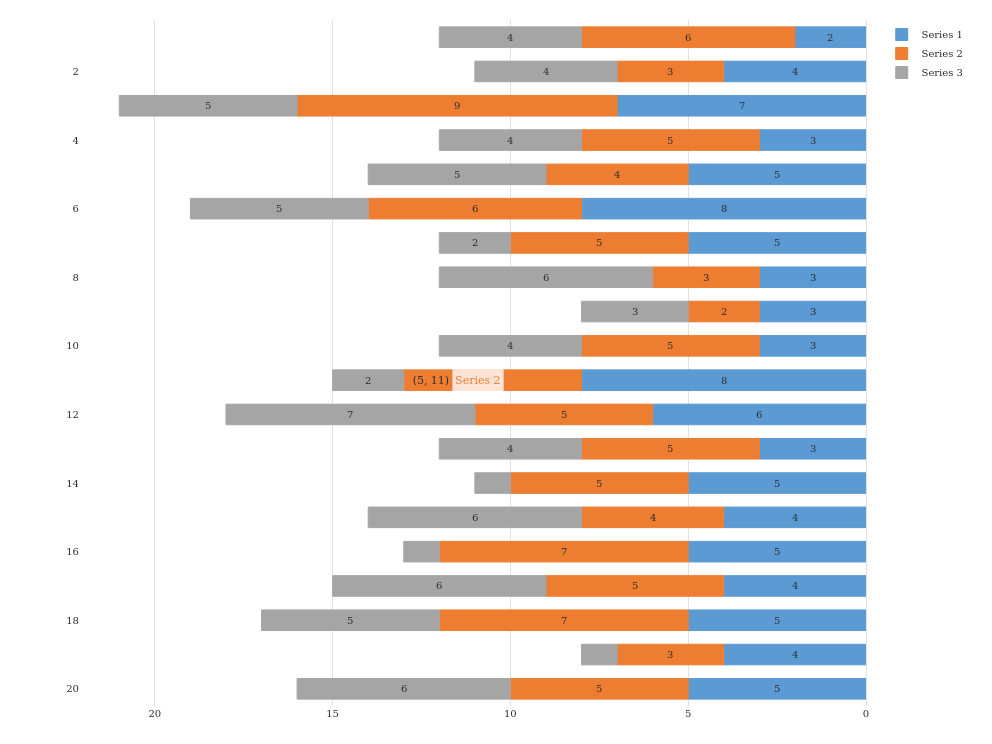 4 6 2 Series 1
Series 2
2 4 3 4 Series 3
5 9 7
4 4 5 3
5 4 5
6 5 6 8
2 5 5
8 6 3 3
3 2 3
10 4 5 3
2 (5, 11) Series 2 8
12 7 5 6
4 5 3
14 5 5
6 4 4
16 7 5
6 5 4
18 5 7 5
3 4
20 6 5 5
20 15 10 5 0